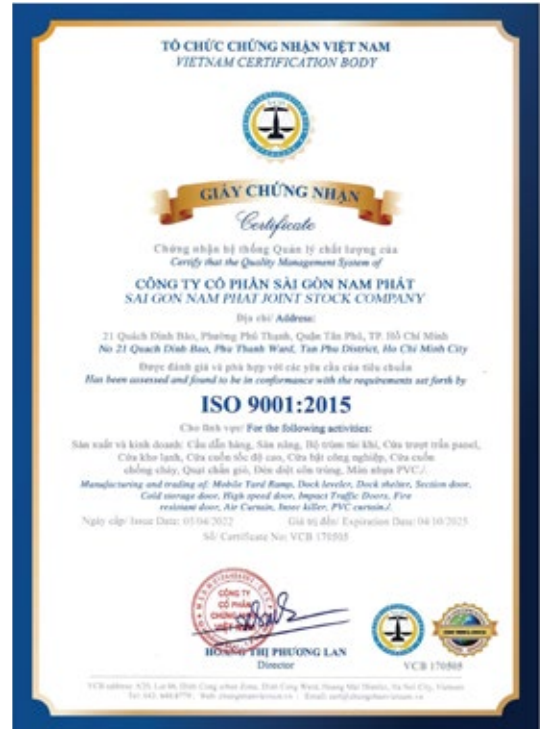 TỔ CHỨC CHỨNG NHẬN VIỆT NAM
VIETNAM CERTIFICATION BODY
GIẤY CHỨNG NHẬN
Certificate
Chứng nhận hệ thống Quản lý chất lượng của
Certify that the Quality Management System of
CÔNG TY CỔ PHẦN SÀI GÒN NAM PHÁT
SAI GON NAM PHAT JOINT STOCK COMPANY
Địa chỉ/ Address:
21 Quách Đình Bảo, Phường Phú Thạnh, Quận Tân Phú, TP. Hồ Chí Minh
No 21 Quach Dinh Bao, Phu Thanh Ward, Tan Phu District, Ho Chi Minh City
Được đánh giá và phù hợp với các yêu cầu của tiêu chuẩn
Has been assessed and found to be in conformance with the requirements set forth by
ISO 9001:2015
Cho lĩnh vực/ For the following activities:
Sản xuất và kinh doanh: Cầu dẫn hàng, Sàn nâng, Bộ trùm túi khí, Cửa trượt trần panel,
Cửa kho lạnh, Cửa cuốn tốc độ cao, Cửa bật công nghiệp, Cửa cuốn
chống cháy, Quạt chắn gió, Đèn diệt côn trùng, Màn nhựa PVC./.
Manufacturing and trading of: Mobile Yard Ramp, Dock leveler, Dock shelter, Section door,
Cold storage door, High speed door, Impact Traffic Doors, Fire
resistant door, Air Curtain, Insec killer, PVC curtain./.
Ngày cấp/ Issue Date: 05/04/2022 Giá trị đến/ Expiration Date: 04/10/2025
Số/ Certificate No: VCB 170505
CÔNG TY
CỔ PHẦN
CHỨNG NHẬN
VIỆT NAM
HOÀNG THỊ PHƯƠNG LAN
Director
VCB 170505